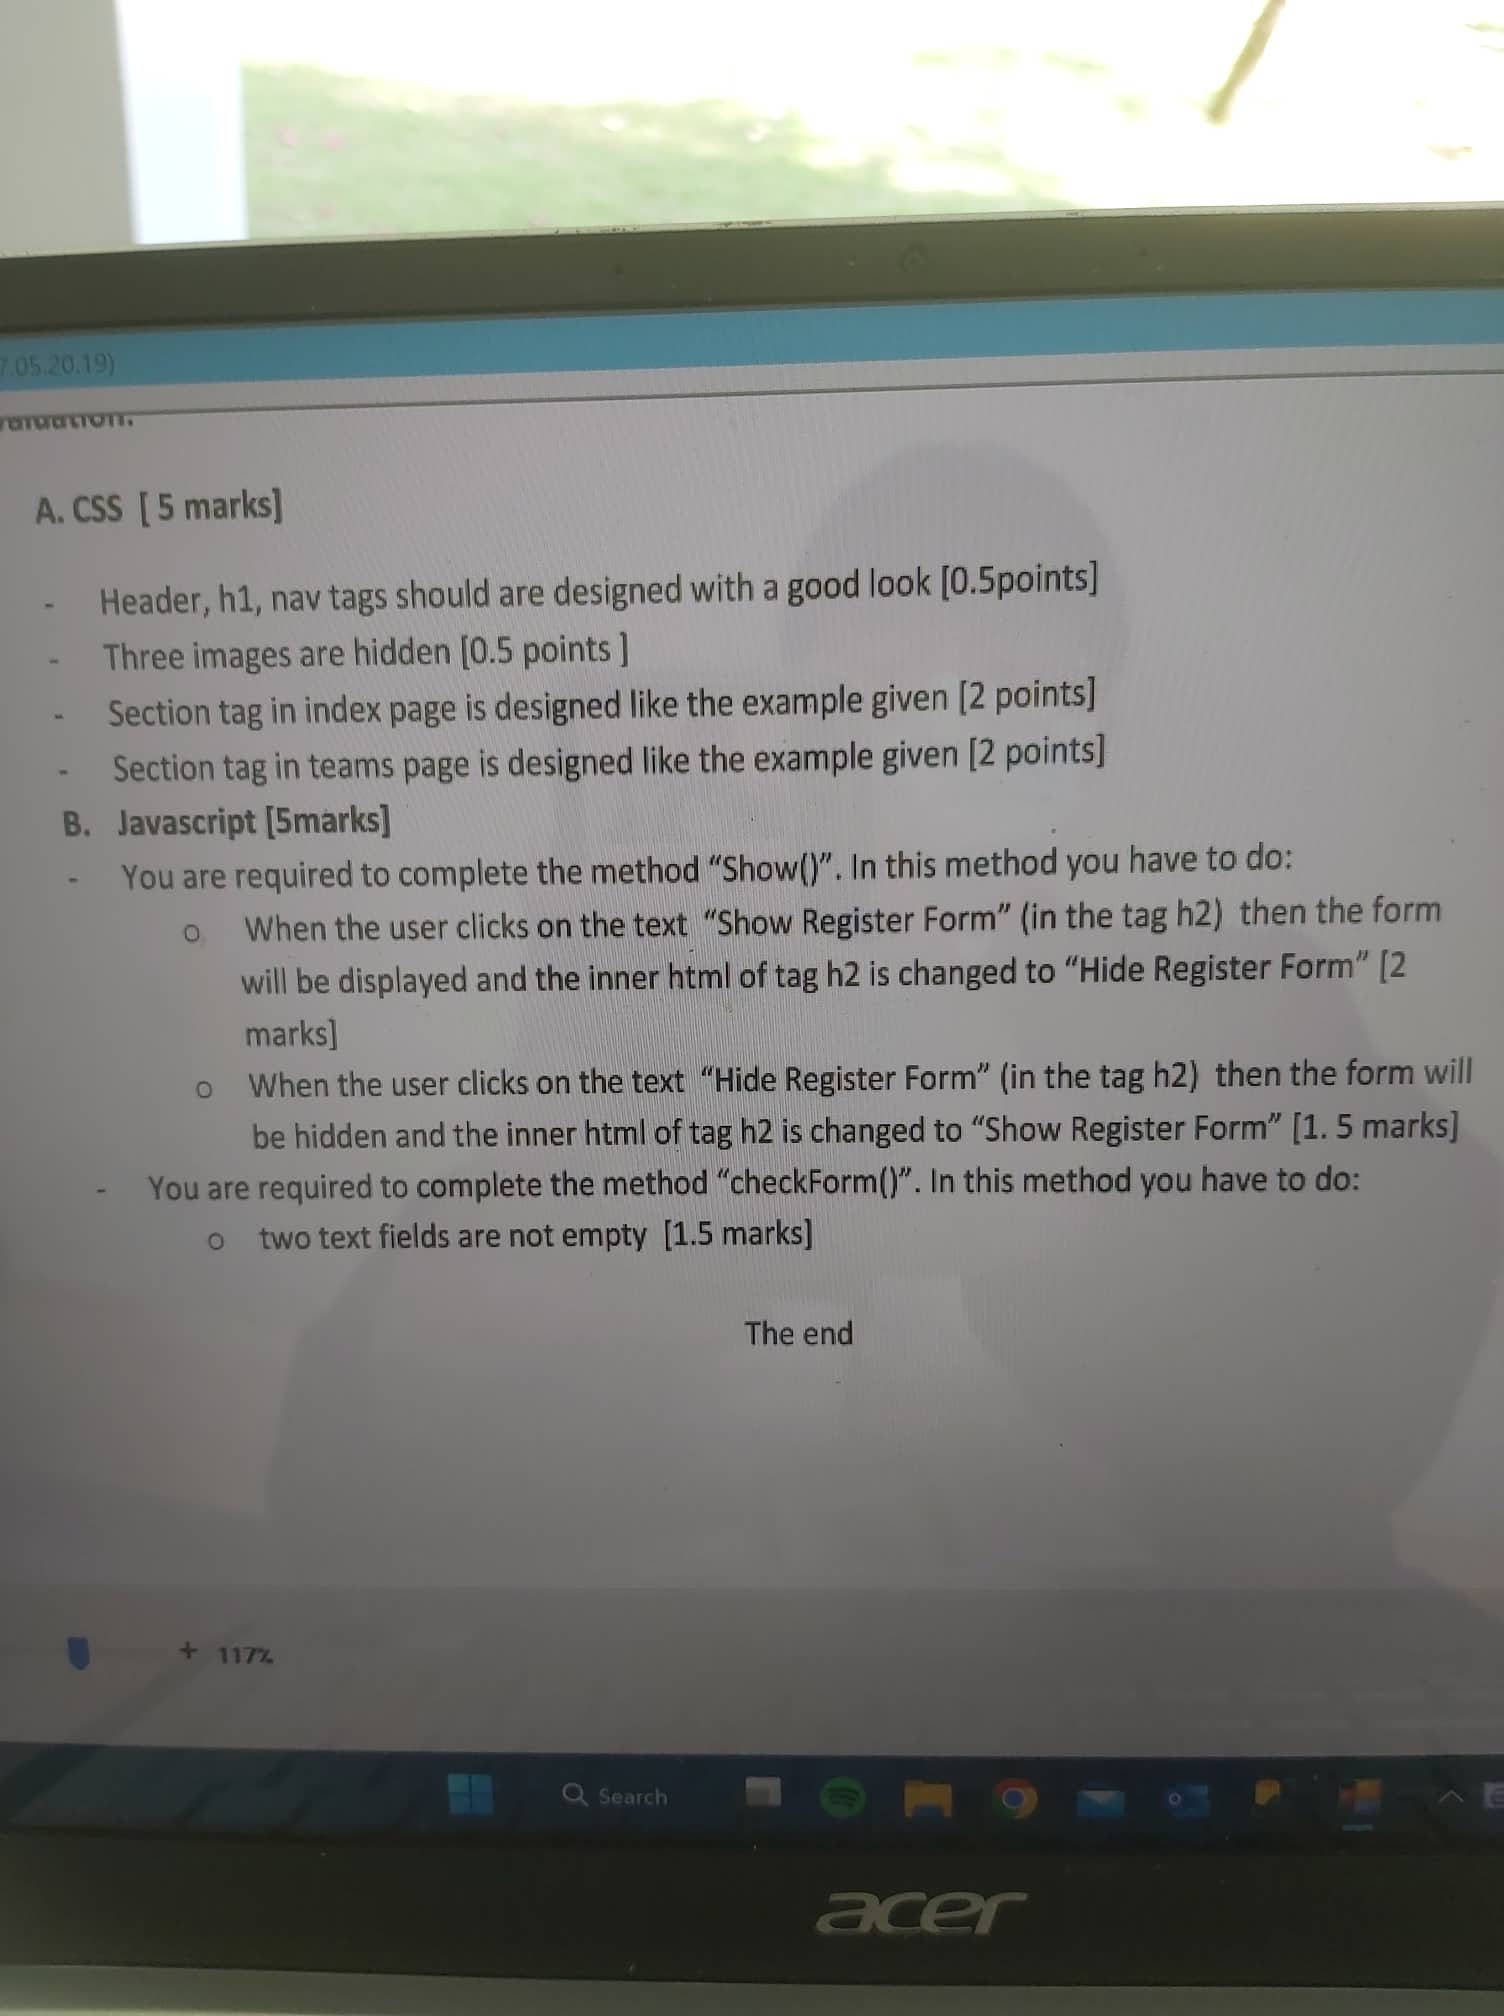 7.05.20.19)
A. CSS [ 5 marks]
- Header, h1, nav tags should are designed with a good look [0.5points]
- Three images are hidden [0.5 points ]
- Section tag in index page is designed like the example given [2 points]
- Section tag in teams page is designed like the example given [2 points]
B. Javascript [5marks]
- You are required to complete the method “Show()”. In this method you have to do:
o When the user clicks on the text “Show Register Form” (in the tag h2) then the form
will be displayed and the inner html of tag h2 is changed to “Hide Register Form” [2
marks]
o When the user clicks on the text “Hide Register Form” (in the tag h2) then the form will
be hidden and the inner html of tag h2 is changed to “Show Register Form” [1. 5 marks]
- You are required to complete the method “checkForm()”. In this method you have to do:
o two text fields are not empty [1.5 marks]
The end
+ 117%
Search
acer